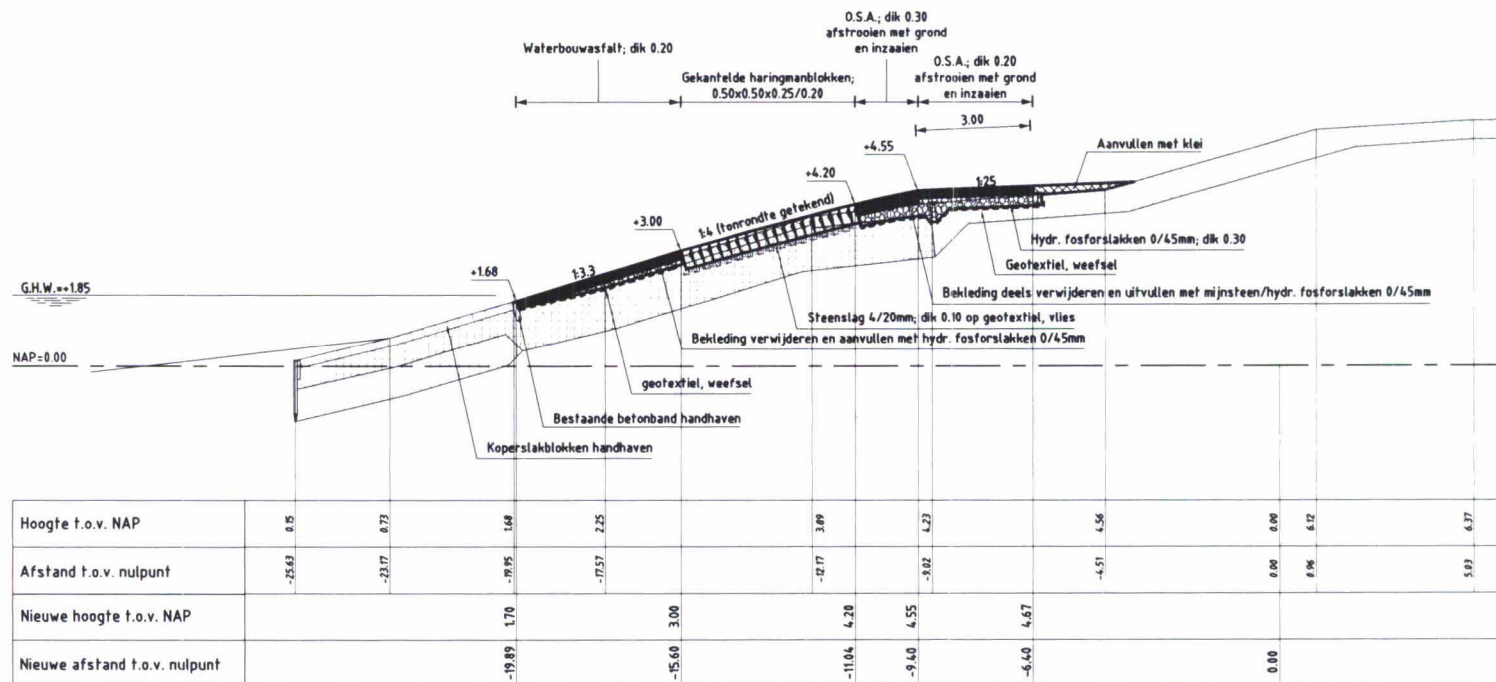 O.S.A.; dik 0.30
afstrooien met grond
en inzaaien
Waterbouwasfalt; dik 0.20
O.S.A.; dik 0.20
afstrooien met grond
en inzaaien
Gekantelde haringmanblokken;
0.50x0.50x0.25/0.20
3.00
Aanvullen met klei
+4.55
+4.20
1:25
1:4 (tonrondte getekend)
+3.00
Hydr. fosforslakken 0/45mm; dik 0.30
+1.68
1:3.3
Geotextiel, weefsel
G.H.W.=+1.85
Bekleding deels verwijderen en uitvullen met mijnsteen/hydr. fosforslakken 0/45mm
Steenslag 4/20mm; dik 0.10 op geotextiel, vlies
Bekleding verwijderen en aanvullen met hydr. fosforslakken 0/45mm
NAP=0.00
geotextiel, weefsel
Bestaande betonband handhaven
Koperslakblokken handhaven
Hoogte t.o.v. NAP 0.15 0.73 1.68 2.25 3.89 4.23 4.56 0.00 6.12 6.37
Afstand t.o.v. nulpunt -25.63 -23.17 -19.95 -17.57 -12.17 -9.02 -4.51 0.00 0.96 5.03
Nieuwe hoogte t.o.v. NAP 1.70 3.00 4.20 4.55 4.67
Nieuwe afstand t.o.v. nulpunt -19.89 -15.60 -11.04 -9.40 -6.40 0.00